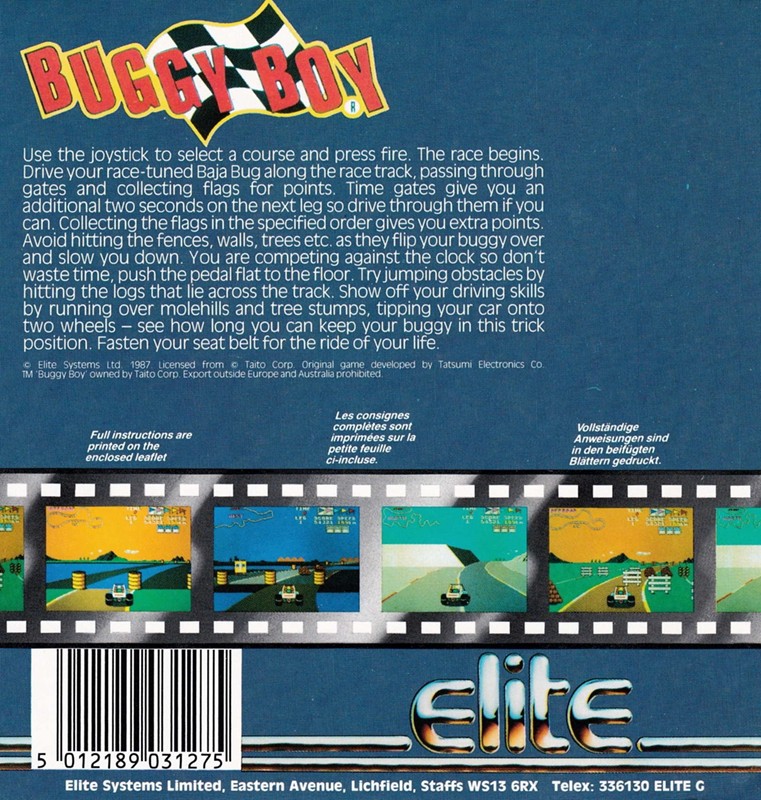 BUGGY BOY
R
Use the joystick to select a course and press fire. The race begins.
Drive your race-tuned Baja Bug along the race track, passing through
gates and collecting flags for points. Time gates give you an
additional two seconds on the next leg so drive through them if you
can. Collecting the flags in the specified order gives you extra points.
Avoid hitting the fences, walls, trees etc. as they flip your buggy over
and slow you down. You are competing against the clock so don't
waste time, push the pedal flat to the floor. Try jumping obstacles by
hitting the logs that lie across the track. Show off your driving skills
by running over molehills and tree stumps, tipping your car onto
two wheels – see how long you can keep your buggy in this trick
position. Fasten your seat belt for the ride of your life.
© Elite Systems Ltd. 1987. Licensed from © Taito Corp. Original game developed by Tatsumi Electronics Co.
TM 'Buggy Boy' owned by Taito Corp. Export outside Europe and Australia prohibited.
Full instructions are
printed on the
enclosed leaflet
Les consignes
complètes sont
imprimées sur la
petite feuille
ci-incluse.
Vollständige
Anweisungen sind
in den beifügten
Blättern gedruckt.
elite
5 012189 031275
Elite Systems Limited, Eastern Avenue, Lichfield, Staffs WS13 6RX Telex: 336130 ELITE G